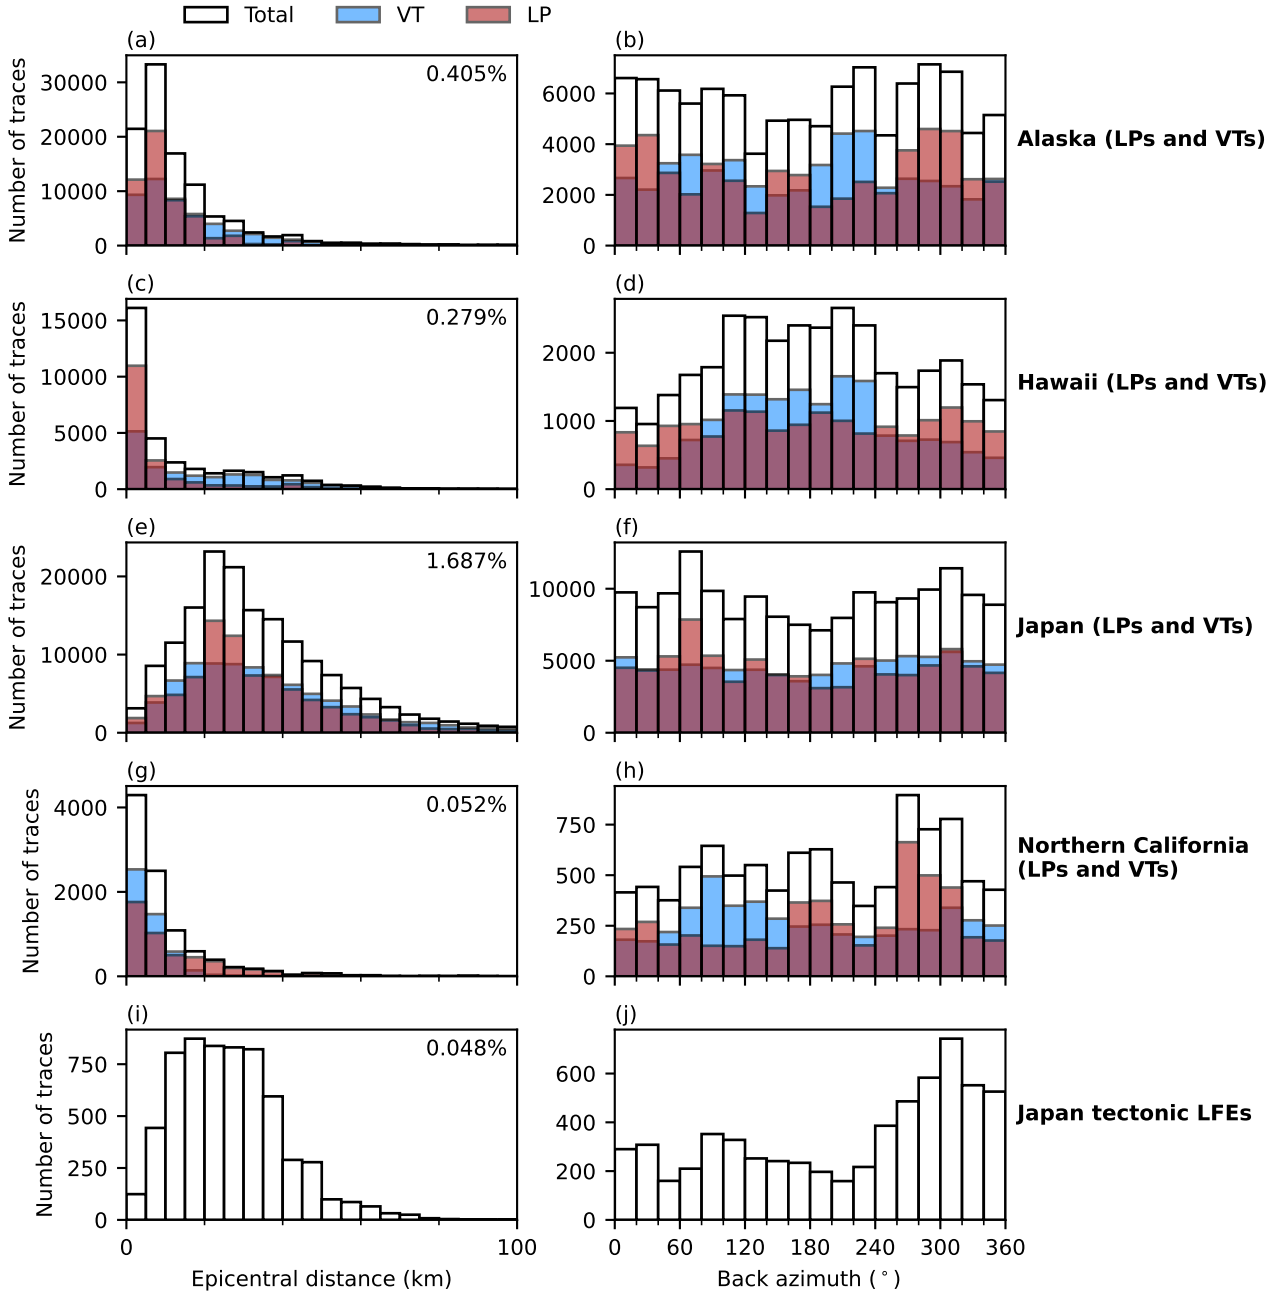 Total VT LP
(a) (b)
Number of traces
30000
20000
10000
0
0.405%
6000
4000
2000
0
Alaska (LPs and VTs)
(c) (d)
Number of traces
15000
10000
5000
0
0.279%
2000
1000
0
Hawaii (LPs and VTs)
(e) (f)
Number of traces
20000
10000
0
1.687%
10000
5000
0
Japan (LPs and VTs)
(g) (h)
Number of traces
4000
2000
0
0.052%
750
500
250
0
Northern California
(LPs and VTs)
(i) (j)
Number of traces
750
500
250
0
0.048%
600
400
200
0
Japan tectonic LFEs
0 100
Epicentral distance (km)
0 60 120 180 240 300 360
Back azimuth (°)